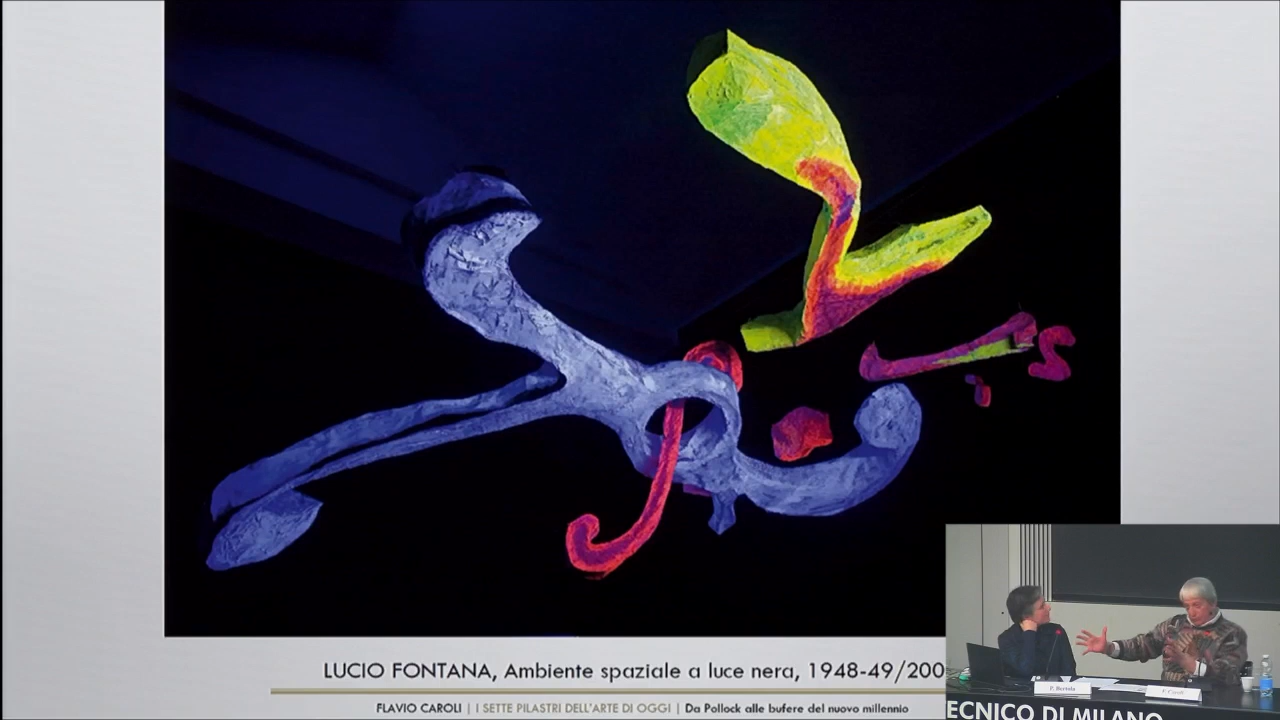 LUCIO FONTANA, Ambiente spaziale a luce nera, 1948-49/200
FLAVIO CAROLI | I SETTE PILASTRI DELL'ARTE DI OGGI | Da Pollock alle bufere del nuovo millennio
P. Bertola
ECNICO DI MILANO